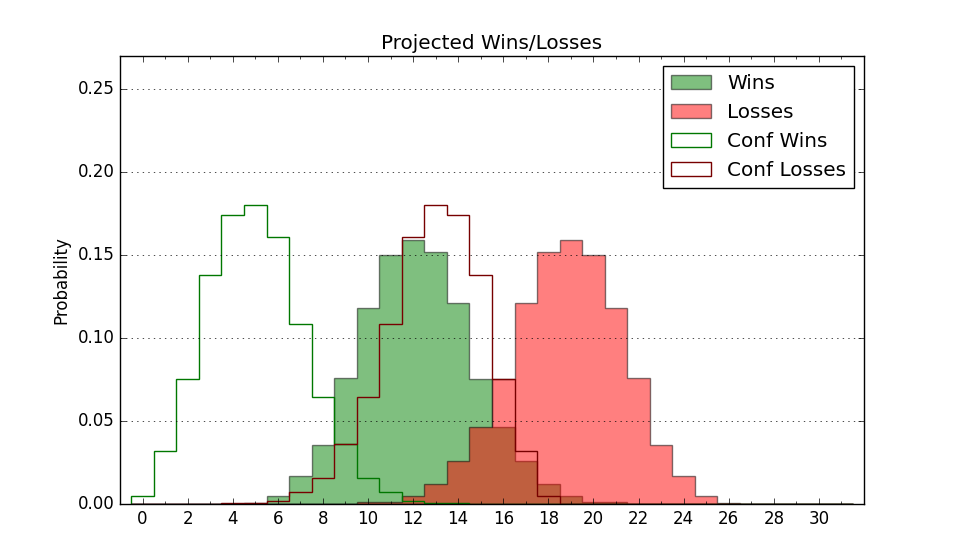 Projected Wins/Losses
Wins
Losses
Conf Wins
Conf Losses
Probability
0.25
0.20
0.15
0.10
0.05
0.00
0 2 4 6 8 10 12 14 16 18 20 22 24 26 28 30